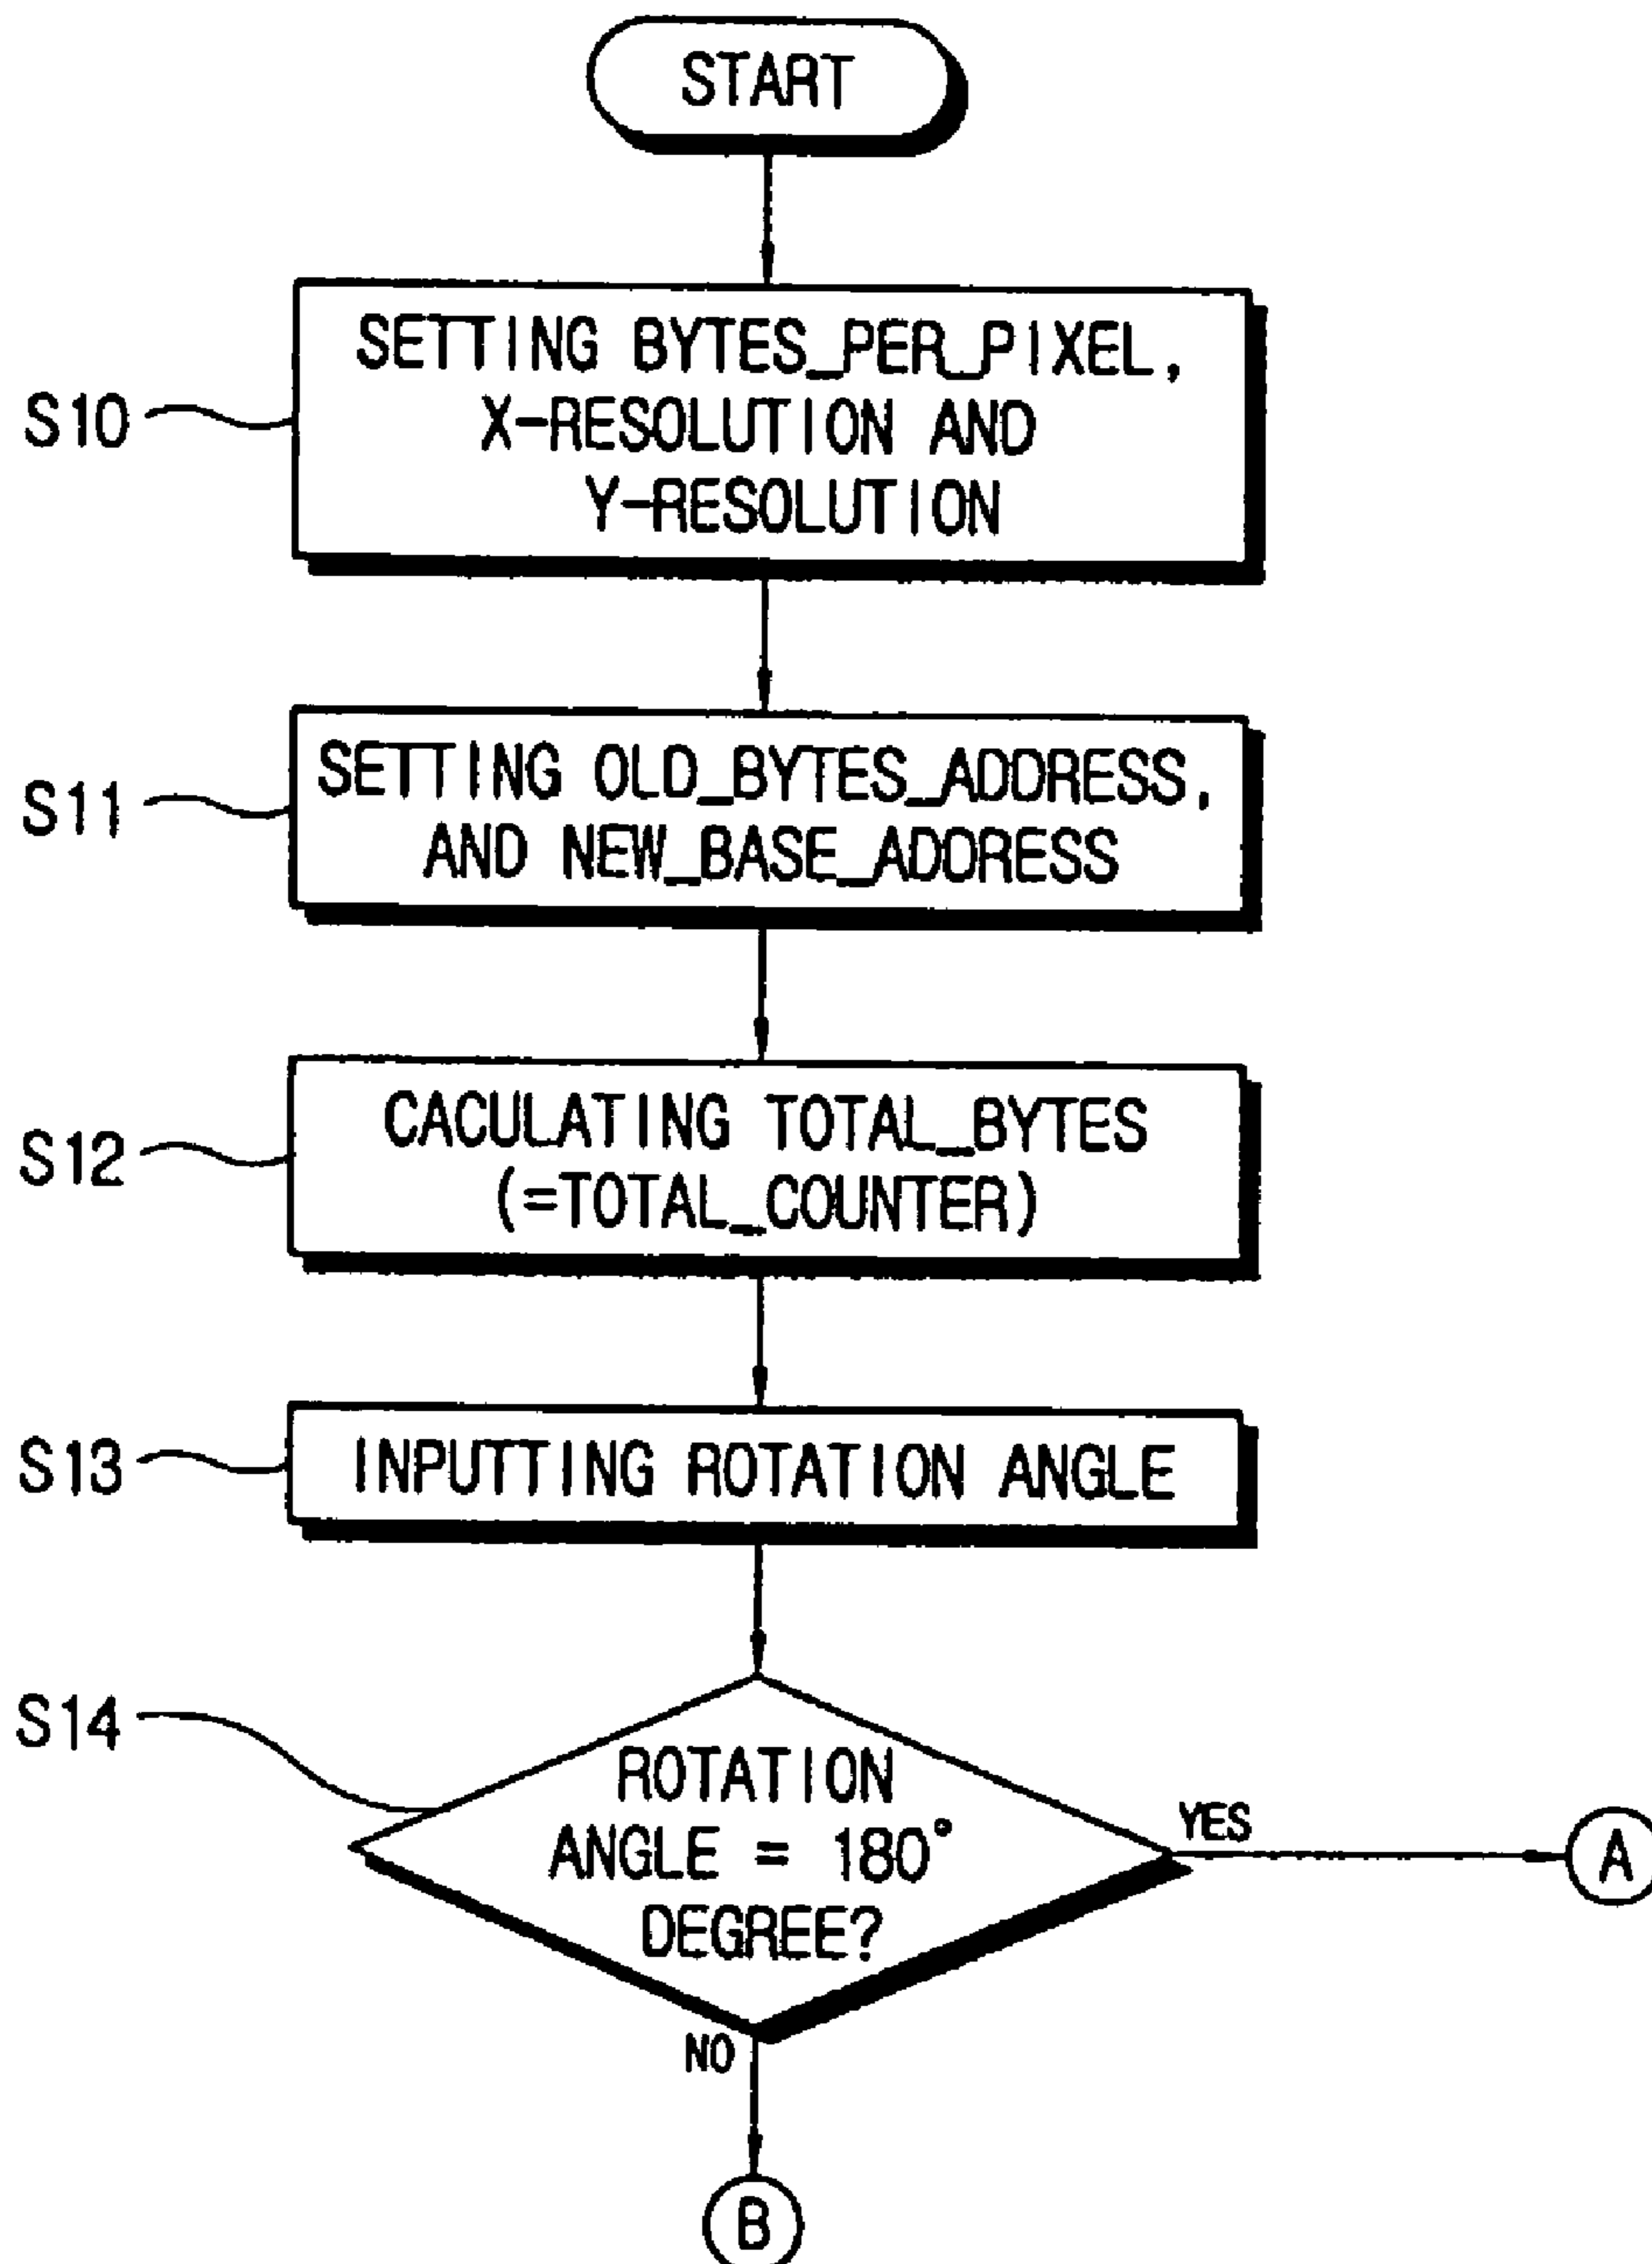 START
S10
SETTING BYTES_PER_PIXEL,
X-RESOLUTION AND
Y-RESOLUTION
S11
SETTING OLD_BYTES_ADDRESS,
AND NEW_BASE_ADDRESS
S12
CACULATING TOTAL_BYTES
(=TOTAL_COUNTER)
S13
INPUTTING ROTATION ANGLE
S14
ROTATION
ANGLE = 180°
DEGREE?
YES
A
NO
B